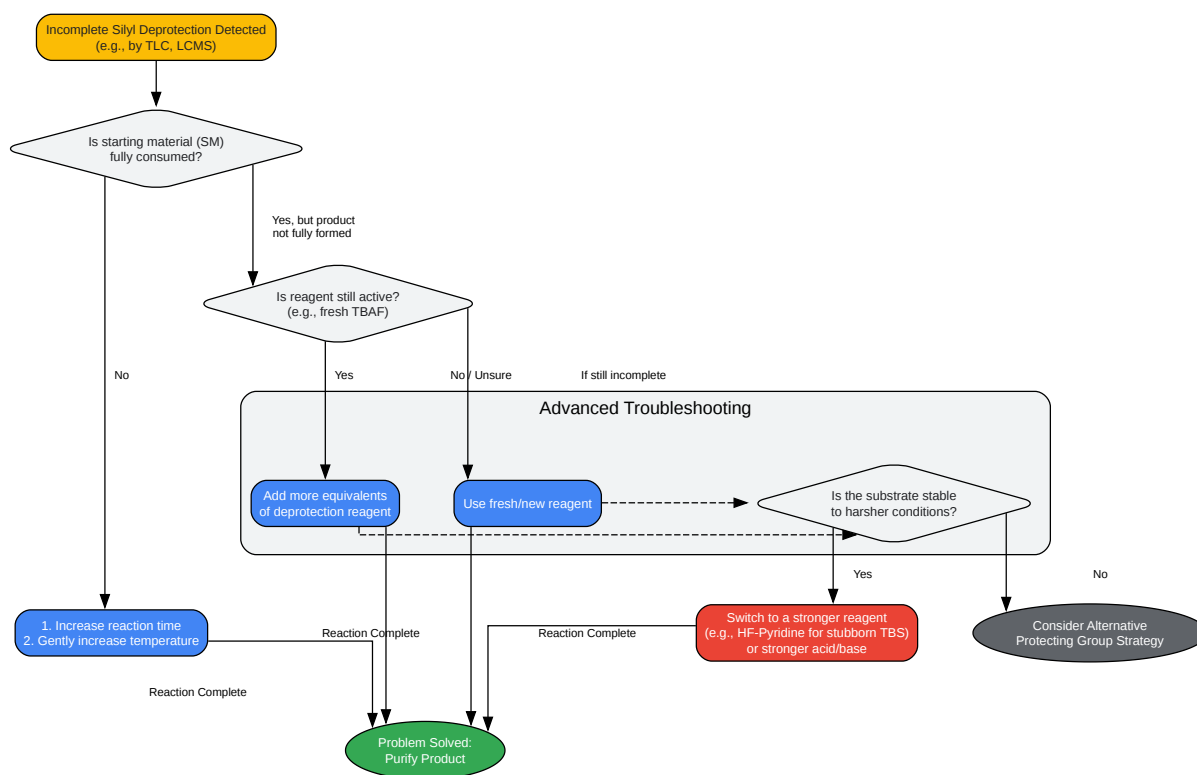 Incomplete Silyl Deprotection Detected
(e.g., by TLC, LCMS)
Is starting material (SM)
fully consumed?
Yes, but product
not fully formed
Is reagent still active?
(e.g., fresh TBAF)
No
Yes
No / Unsure
If still incomplete
Advanced Troubleshooting
Add more equivalents
of deprotection reagent
Use fresh/new reagent
Is the substrate stable
to harsher conditions?
Yes
No
1. Increase reaction time
2. Gently increase temperature
Reaction Complete
Reaction Complete
Switch to a stronger reagent
(e.g., HF-Pyridine for stubborn TBS)
or stronger acid/base
Consider Alternative
Protecting Group Strategy
Reaction Complete
Problem Solved:
Purify Product